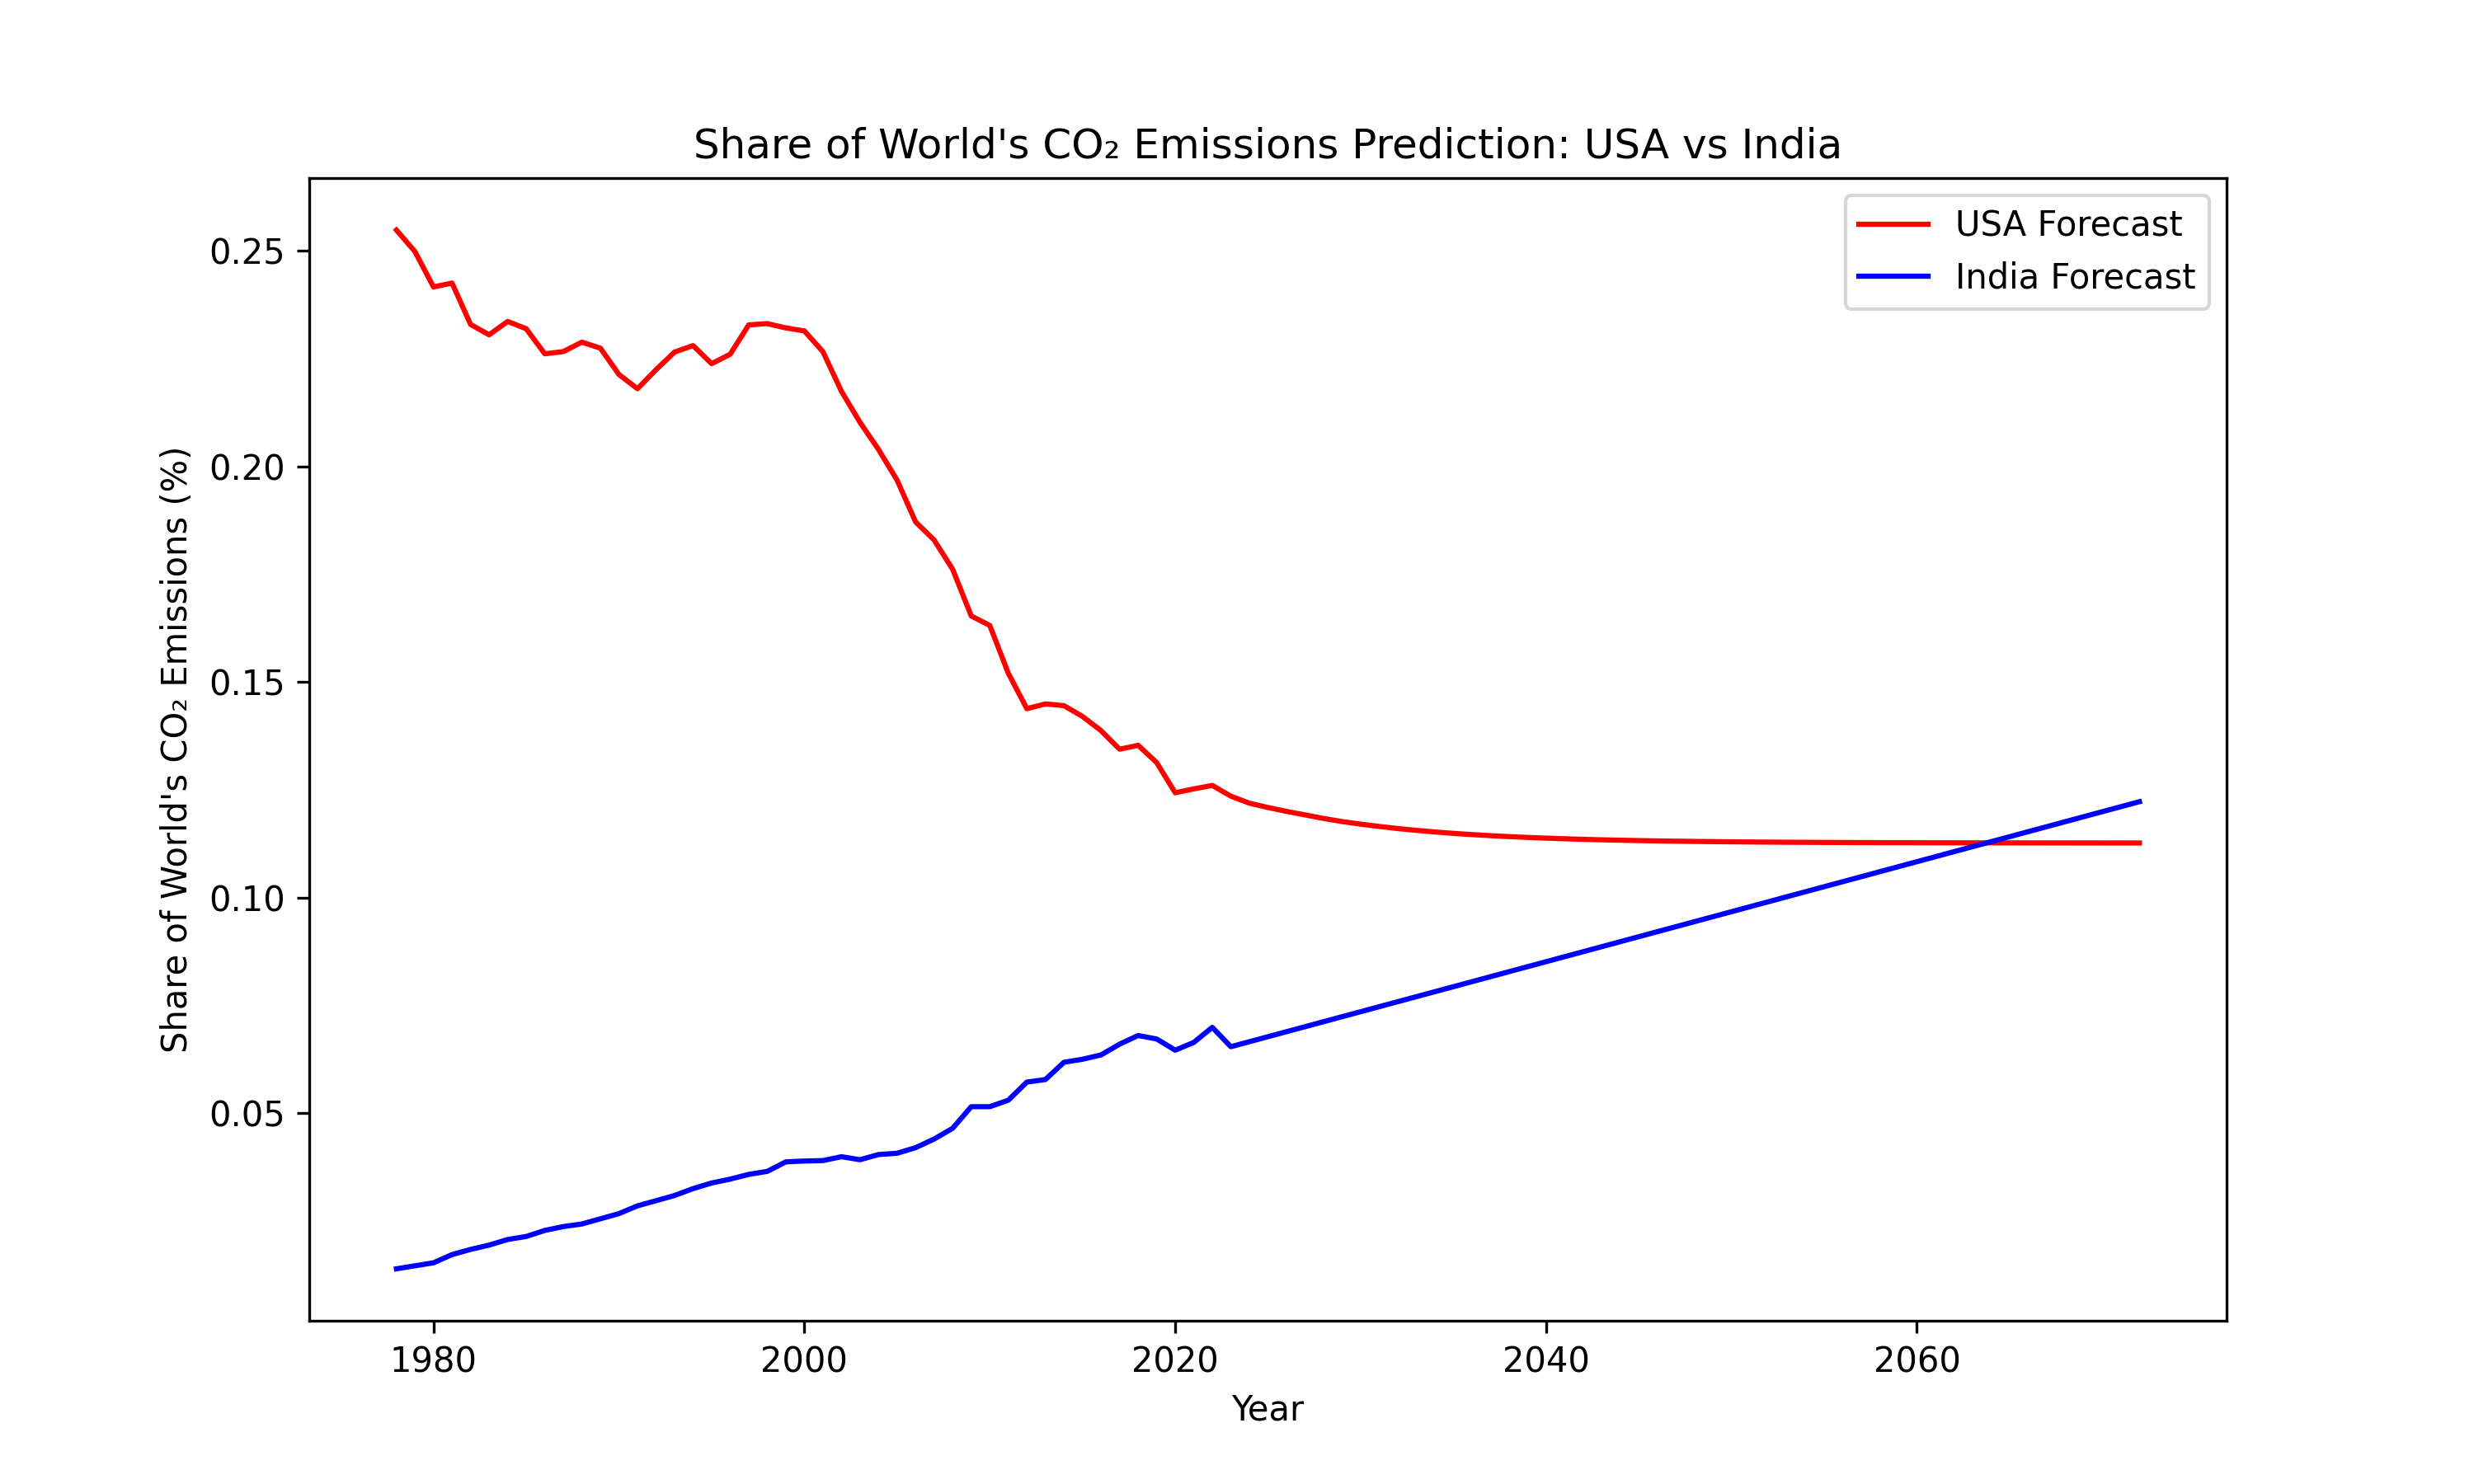 Share of World's CO₂ Emissions Prediction: USA vs India
USA Forecast
India Forecast
Share of World's CO₂ Emissions (%)
0.25
0.20
0.15
0.10
0.05
1980
2000
2020
2040
2060
Year